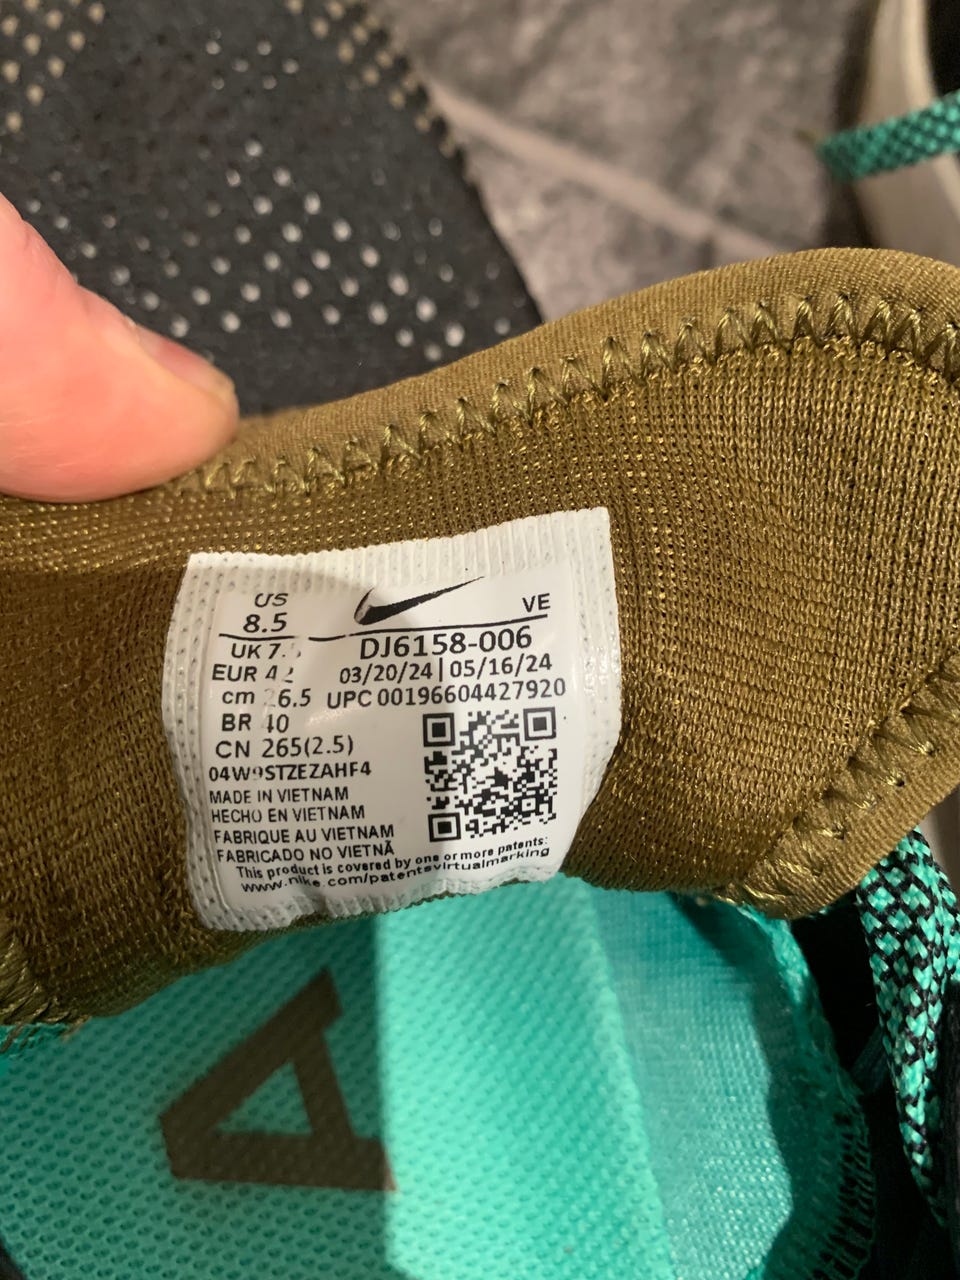 US
8.5
VE
UK 7.
DJ6158-006
EUR 42
03/20/24 | 05/16/24
cm 26.5
UPC 00196604427920
BR 40
CN 265(2.5)
04W9STZEZAHF4
MADE IN VIETNAM
HECHO EN VIETNAM
FABRIQUE AU VIETNAM
FABRICADO NO VIETNÃ
This product is covered by one or more patents:
www.nike.com/patentsvirtualmarking
A